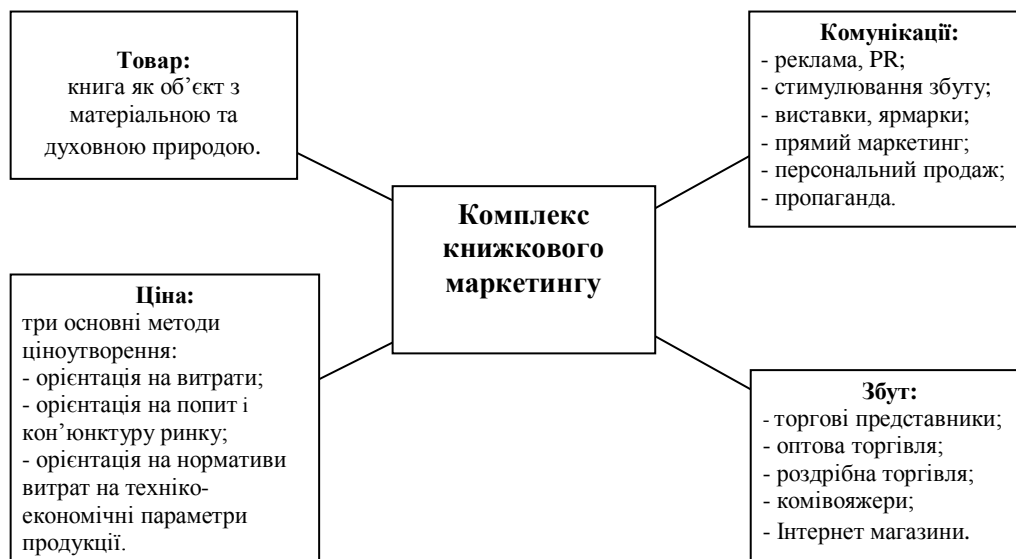 Товар:
книга як об’єкт з
матеріальною та
духовною природою.
Комунікації:
- реклама, PR;
- стимулювання збуту;
- виставки, ярмарки;
- прямий маркетинг;
- персональний продаж;
- пропаганда.
Комплекс
книжкового
маркетингу
Ціна:
три основні методи
ціноутворення:
- орієнтація на витрати;
- орієнтація на попит і
кон’юнктуру ринку;
- орієнтація на нормативи
витрат на техніко-
економічні параметри
продукції.
Збут:
- торгові представники;
- оптова торгівля;
- роздрібна торгівля;
- комівояжери;
- Інтернет магазини.